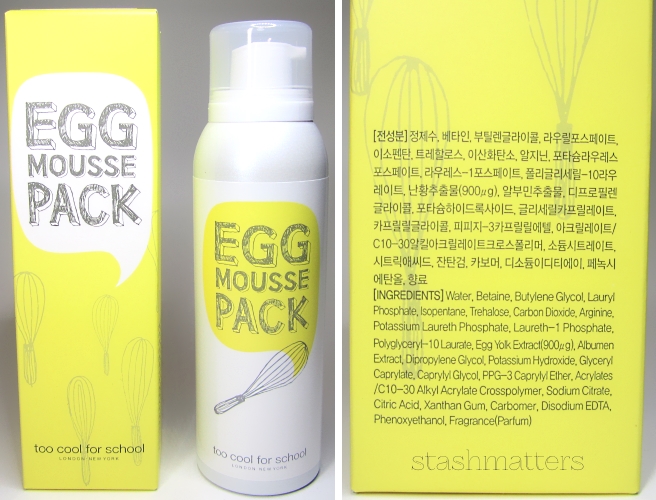 EGG
MOUSSE
PACK
too cool for school
LONDON NEW YORK
EGG
MOUSSE
PACK
too cool for school
LONDON NEW YORK
[전성분] 정제수, 베타인, 부틸렌글라이콜, 라우릴포스페이트,
이소펜탄, 트레할로스, 이산화탄소, 알지닌, 포타슘라우레스
포스페이트, 라우레스-1포스페이트, 폴리글리세릴-10라우
레이트, 난황추출물(900㎍), 알부민추출물, 디프로필렌
글라이콜, 포타슘하이드록사이드, 글리세릴카프릴레이트,
카프릴릴글라이콜, 피피지-3카프릴릴에텔, 아크릴레이트/
C10-30알킬아크릴레이트크로스폴리머, 소듐시트레이트,
시트릭애씨드, 잔탄검, 카보머, 디소듐이디티에이, 페녹시
에탄올, 향료
[INGREDIENTS] Water, Betaine, Butylene Glycol, Lauryl
Phosphate, Isopentane, Trehalose, Carbon Dioxide, Arginine,
Potassium Laureth Phosphate, Laureth-1 Phosphate,
Polyglyceryl-10 Laurate, Egg Yolk Extract(900㎍), Albumen
Extract, Dipropylene Glycol, Potassium Hydroxide, Glyceryl
Caprylate, Caprylyl Glycol, PPG-3 Caprylyl Ether, Acrylates
/C10-30 Alkyl Acrylate Crosspolymer, Sodium Citrate,
Citric Acid, Xanthan Gum, Carbomer, Disodium EDTA,
Phenoxyethanol, Fragrance(Parfum)
stashmatters